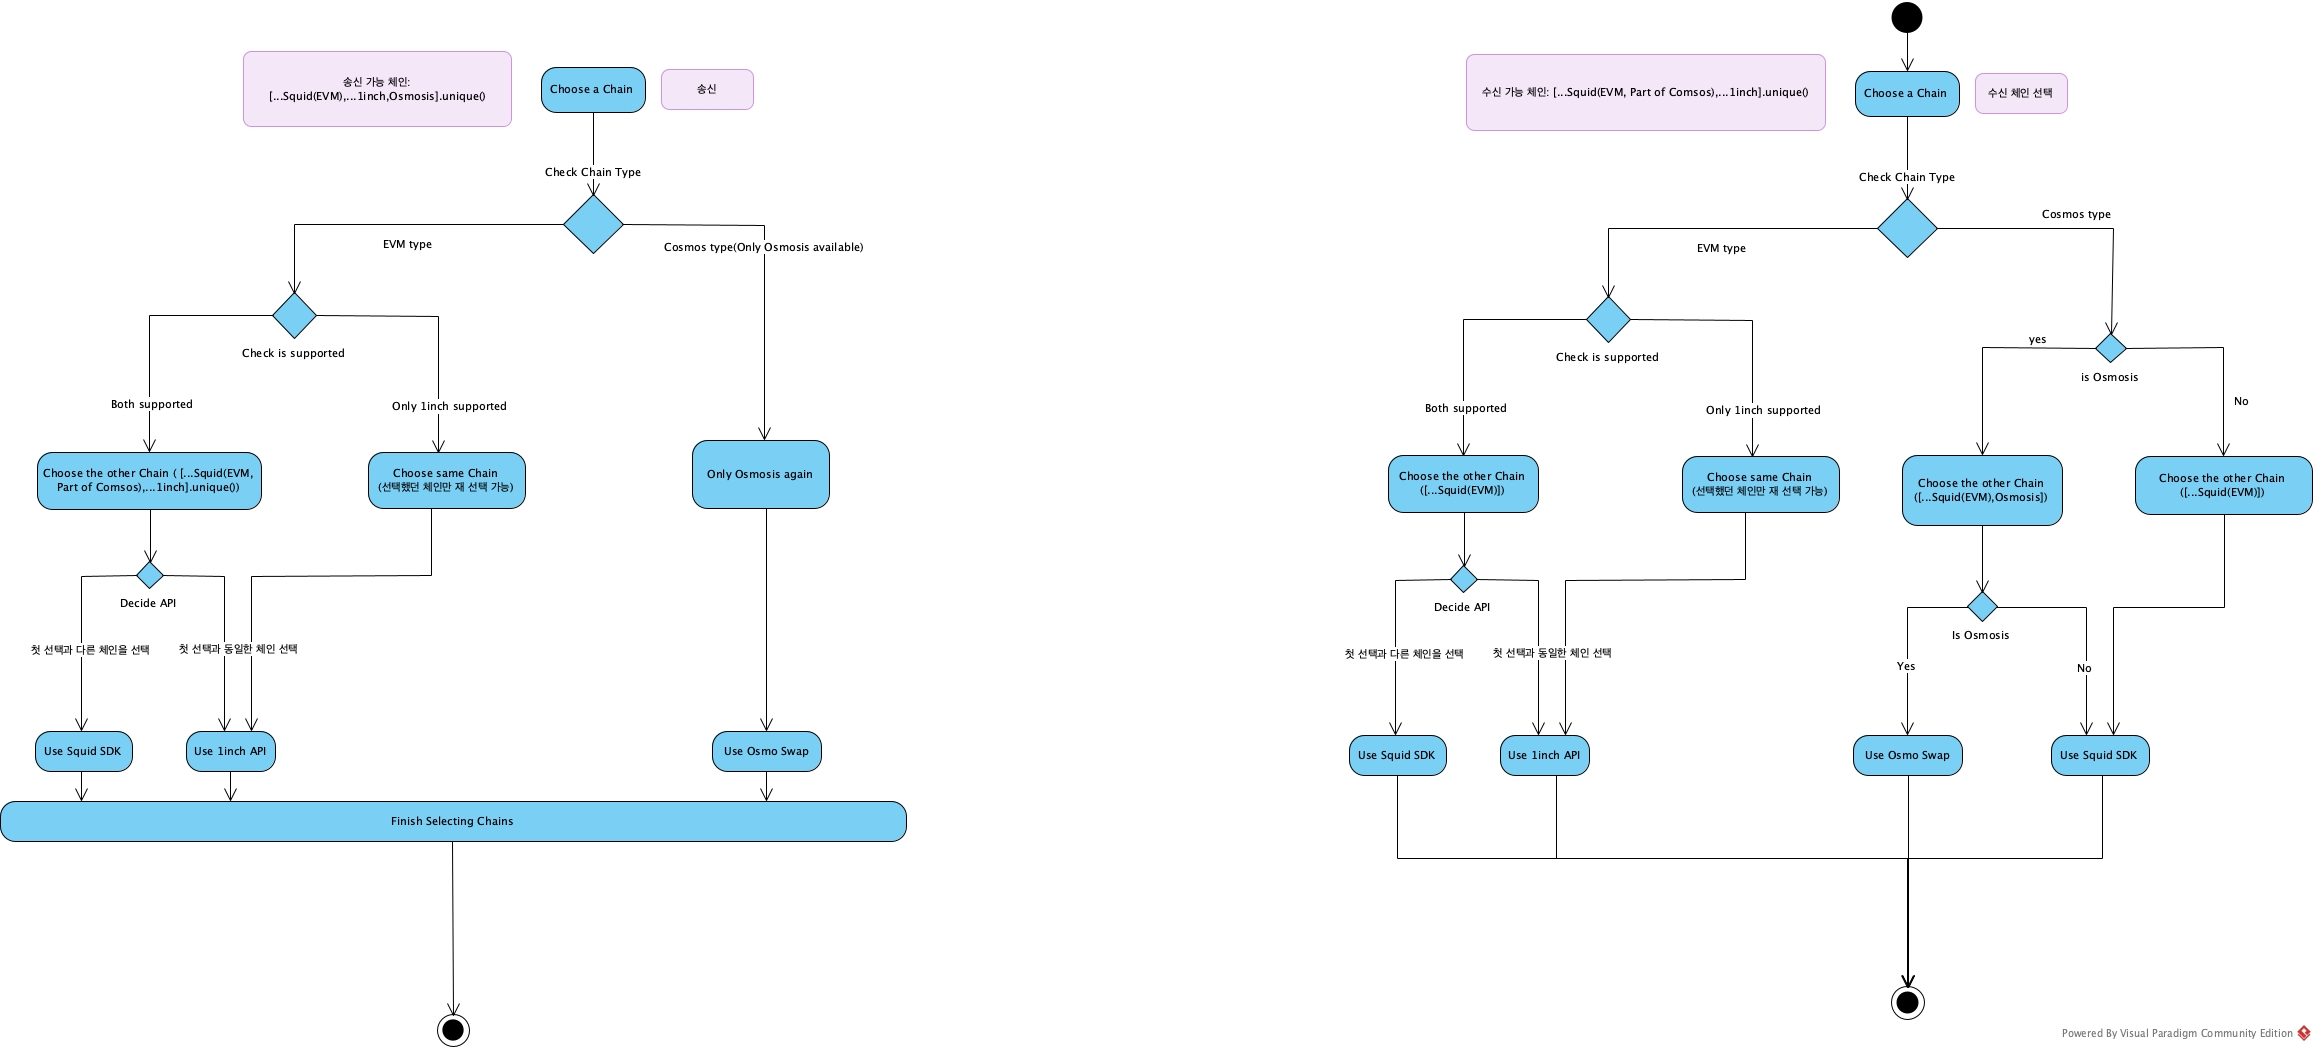 송신 가능 체인:
[...Squid(EVM),...1inch,Osmosis].unique()
Choose a Chain
송신
Check Chain Type
EVM type
Cosmos type(Only Osmosis available)
Check is supported
Both supported
Only 1inch supported
Choose the other Chain ( [...Squid(EVM,
Part of Comsos),...1inch].unique())
Choose same Chain
(선택했던 체인만 재 선택 가능)
Only Osmosis again
Decide API
첫 선택과 다른 체인을 선택
첫 선택과 동일한 체인 선택
Use Squid SDK
Use 1inch API
Use Osmo Swap
Finish Selecting Chains
수신 가능 체인: [...Squid(EVM, Part of Comsos),...1inch].unique()
Choose a Chain
수신 체인 선택
Check Chain Type
Cosmos type
EVM type
Check is supported
yes
is Osmosis
No
Both supported
Only 1inch supported
Choose the other Chain
([...Squid(EVM)])
Choose same Chain
(선택했던 체인만 재 선택 가능)
Choose the other Chain
([...Squid(EVM),Osmosis])
Choose the other Chain
([...Squid(EVM)])
Decide API
Is Osmosis
첫 선택과 다른 체인을 선택
첫 선택과 동일한 체인 선택
Yes
No
Use Squid SDK
Use 1inch API
Use Osmo Swap
Use Squid SDK
Powered By Visual Paradigm Community Edition